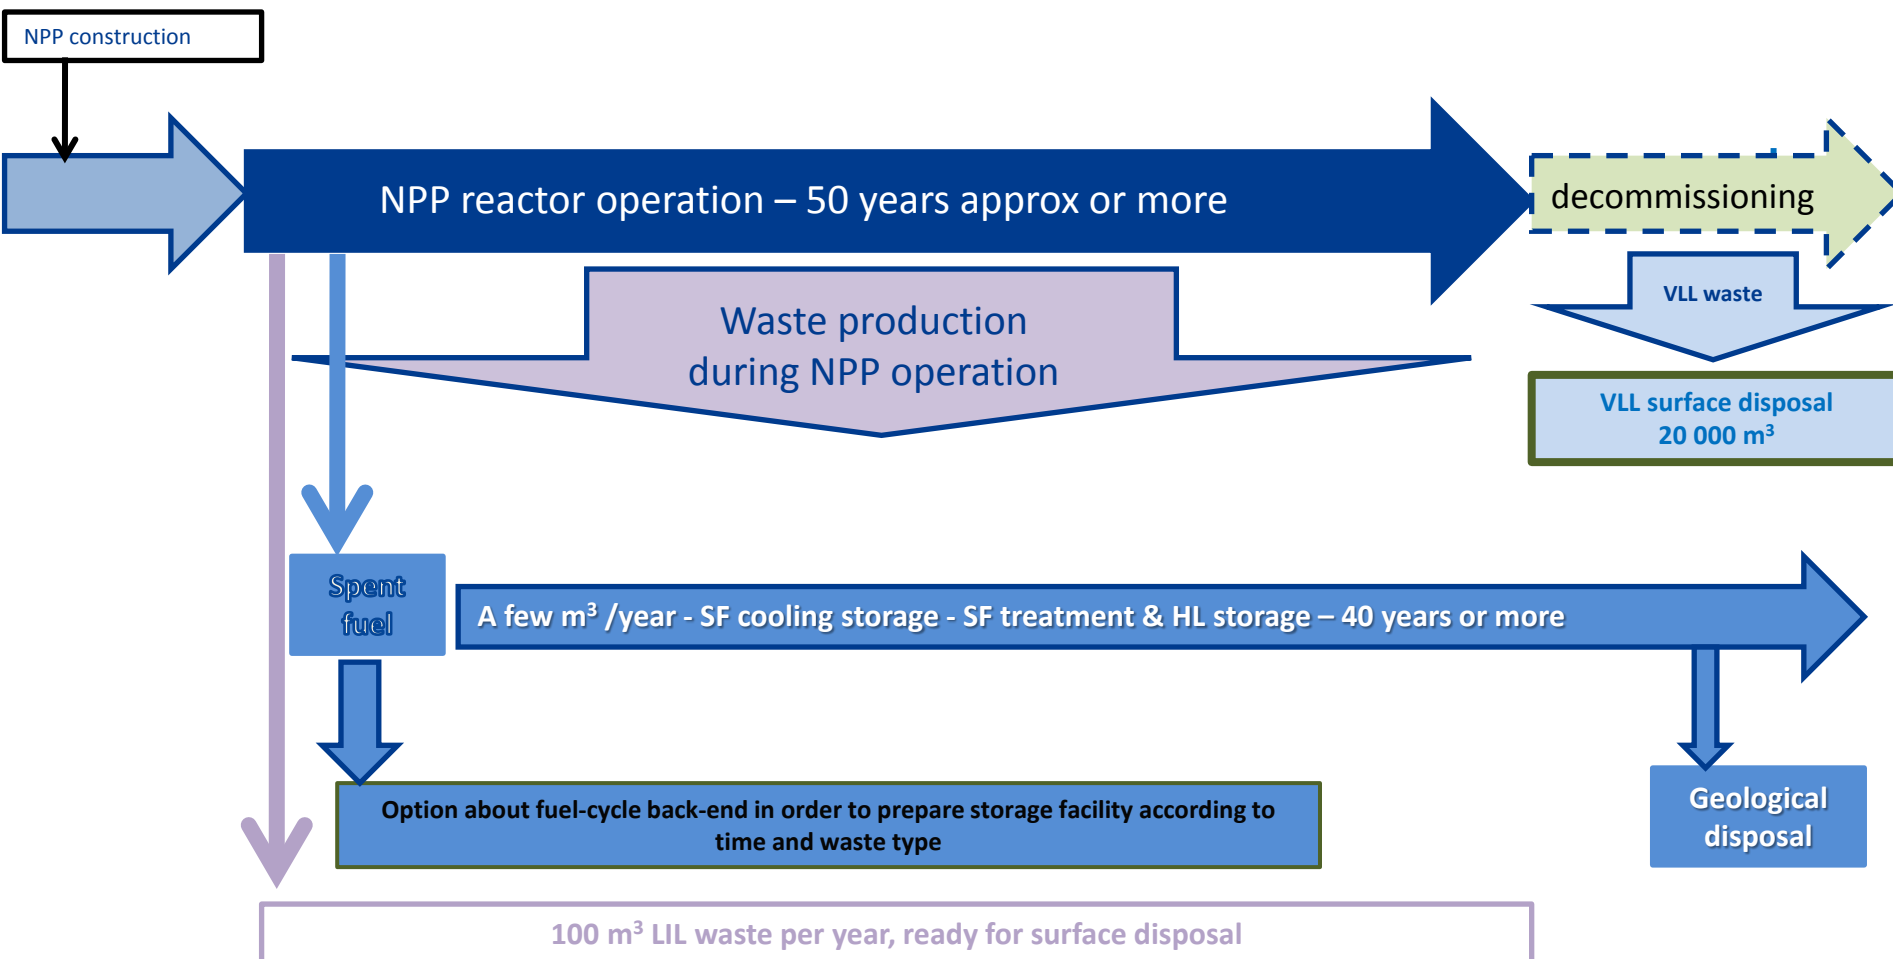 NPP construction
NPP reactor operation – 50 years approx or more
decommissioning
Waste production
during NPP operation
VLL waste
VLL surface disposal
20 000 m³
Spent
fuel
A few m³ /year - SF cooling storage - SF treatment & HL storage – 40 years or more
Option about fuel-cycle back-end in order to prepare storage facility according to
time and waste type
Geological
disposal
100 m³ LIL waste per year, ready for surface disposal